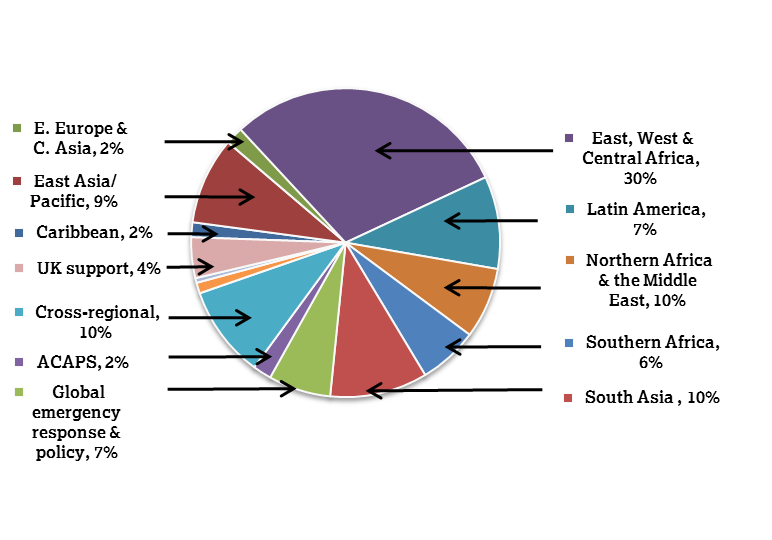 E. Europe &
C. Asia, 2%
East Asia/
Pacific, 9%
Caribbean, 2%
UK support, 4%
Cross-regional,
10%
ACAPS, 2%
Global
emergency
response &
policy, 7%
East, West &
Central Africa,
30%
Latin America,
7%
Northern Africa
& the Middle
East, 10%
Southern Africa,
6%
South Asia , 10%